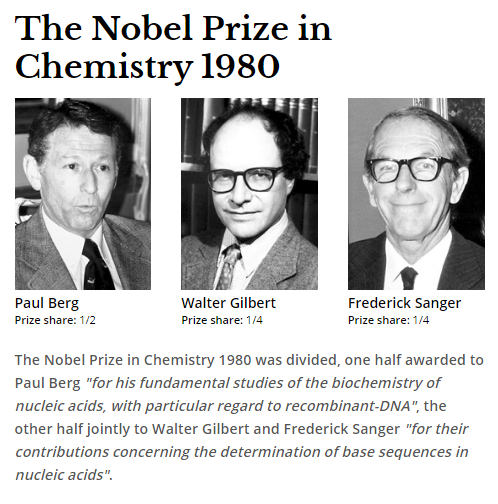 The Nobel Prize in
Chemistry 1980
Paul Berg
Prize share: 1/2
Walter Gilbert
Prize share: 1/4
Frederick Sanger
Prize share: 1/4
The Nobel Prize in Chemistry 1980 was divided, one half awarded to
Paul Berg "for his fundamental studies of the biochemistry of
nucleic acids, with particular regard to recombinant-DNA", the
other half jointly to Walter Gilbert and Frederick Sanger "for their
contributions concerning the determination of base sequences in
nucleic acids".